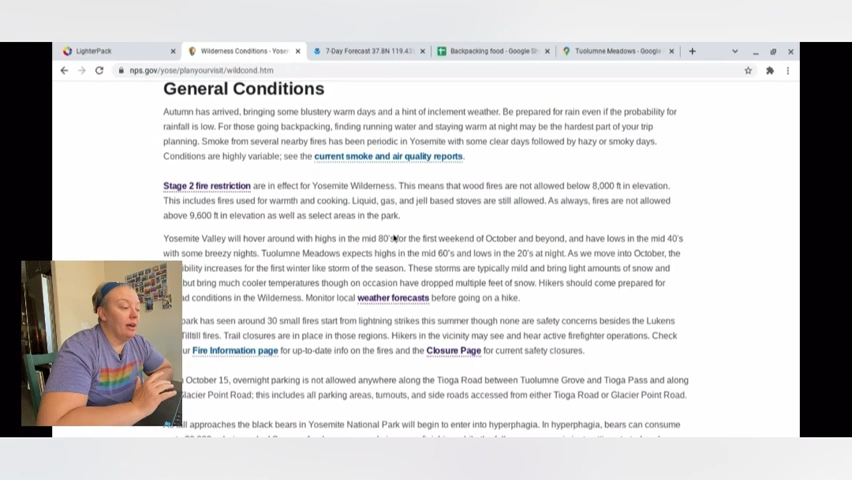 LighterPack
Wilderness Conditions - Yosem
7-Day Forecast 37.8N 119.43
Backpacking food - Google Sh
Tuolumne Meadows - Google
nps.gov/yose/planyourvisit/wildcond.htm
General Conditions
Autumn has arrived, bringing some blustery warm days and a hint of inclement weather. Be prepared for rain even if the probability for
rainfall is low. For those going backpacking, finding running water and staying warm at night may be the hardest part of your trip
planning. Smoke from several nearby fires has been periodic in Yosemite with some clear days followed by hazy or smoky days.
Conditions are highly variable; see the current smoke and air quality reports.
Stage 2 fire restriction are in effect for Yosemite Wilderness. This means that wood fires are not allowed below 8,000 ft in elevation.
This includes fires used for warmth and cooking. Liquid, gas, and jell based stoves are still allowed. As always, fires are not allowed
above 9,600 ft in elevation as well as select areas in the park.
Yosemite Valley will hover around with highs in the mid 80's for the first weekend of October and beyond, and have lows in the mid 40's
with some breezy nights. Tuolumne Meadows expects highs in the mid 60's and lows in the 20's at night. As we move into October, the
bility increases for the first winter like storm of the season. These storms are typically mild and bring light amounts of snow and
but bring much cooler temperatures though on occasion have dropped multiple feet of snow. Hikers should come prepared for
d conditions in the Wilderness. Monitor local weather forecasts before going on a hike.
park has seen around 30 small fires start from lightning strikes this summer though none are safety concerns besides the Lukens
Tilltill fires. Trail closures are in place in those regions. Hikers in the vicinity may see and hear active firefighter operations. Check
ur Fire Information page for up-to-date info on the fires and the Closure Page for current safety closures.
October 15, overnight parking is not allowed anywhere along the Tioga Road between Tuolumne Grove and Tioga Pass and along
Glacier Point Road; this includes all parking areas, turnouts, and side roads accessed from either Tioga Road or Glacier Point Road.
all approaches the black bears in Yosemite National Park will begin to enter into hyperphagia. In hyperphagia, bears can consume